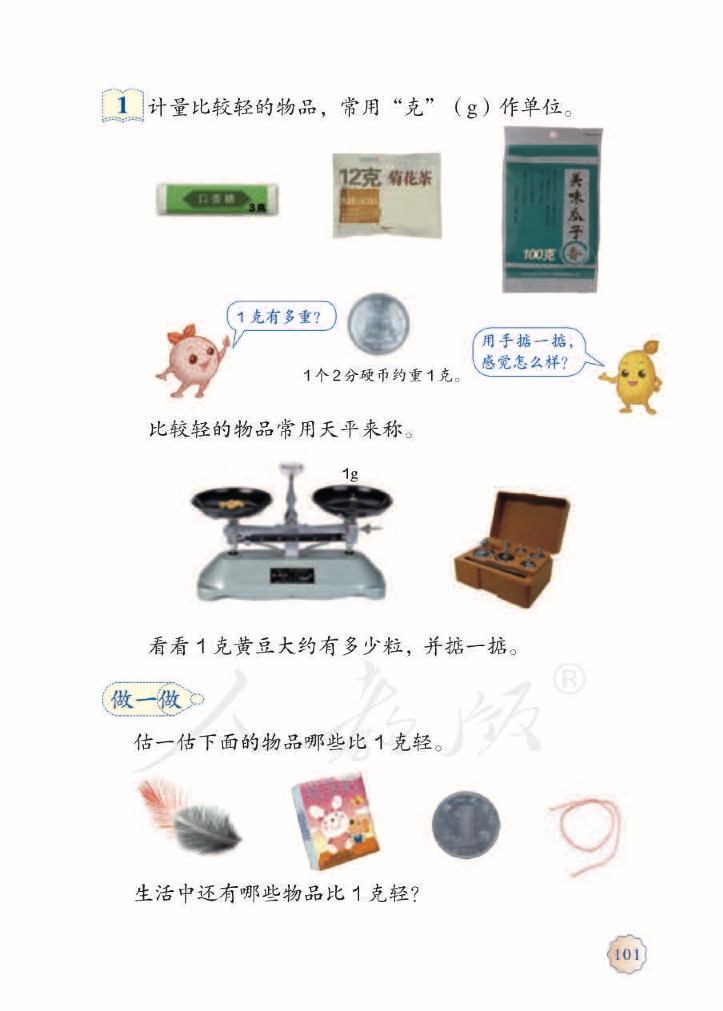 1 计量比较轻的物品，常用“克”（g）作单位。
口香糖
3克
12克 菊花茶
美味瓜子
香
100克
1克有多重？
用手掂一掂，
感觉怎么样？
1个2分硬币约重1克。
比较轻的物品常用天平来称。
1g
看看1克黄豆大约有多少粒，并掂一掂。
做一做
人教版®
估一估下面的物品哪些比1克轻。
1
生活中还有哪些物品比1克轻？
101